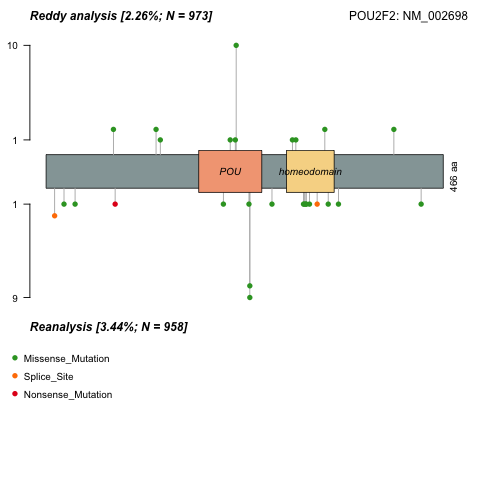 Reddy analysis [2.26%; N = 973]
POU2F2: NM_002698
10
1
POU
homeodomain
466 aa
1
9
Reanalysis [3.44%; N = 958]
Missense_Mutation
Splice_Site
Nonsense_Mutation